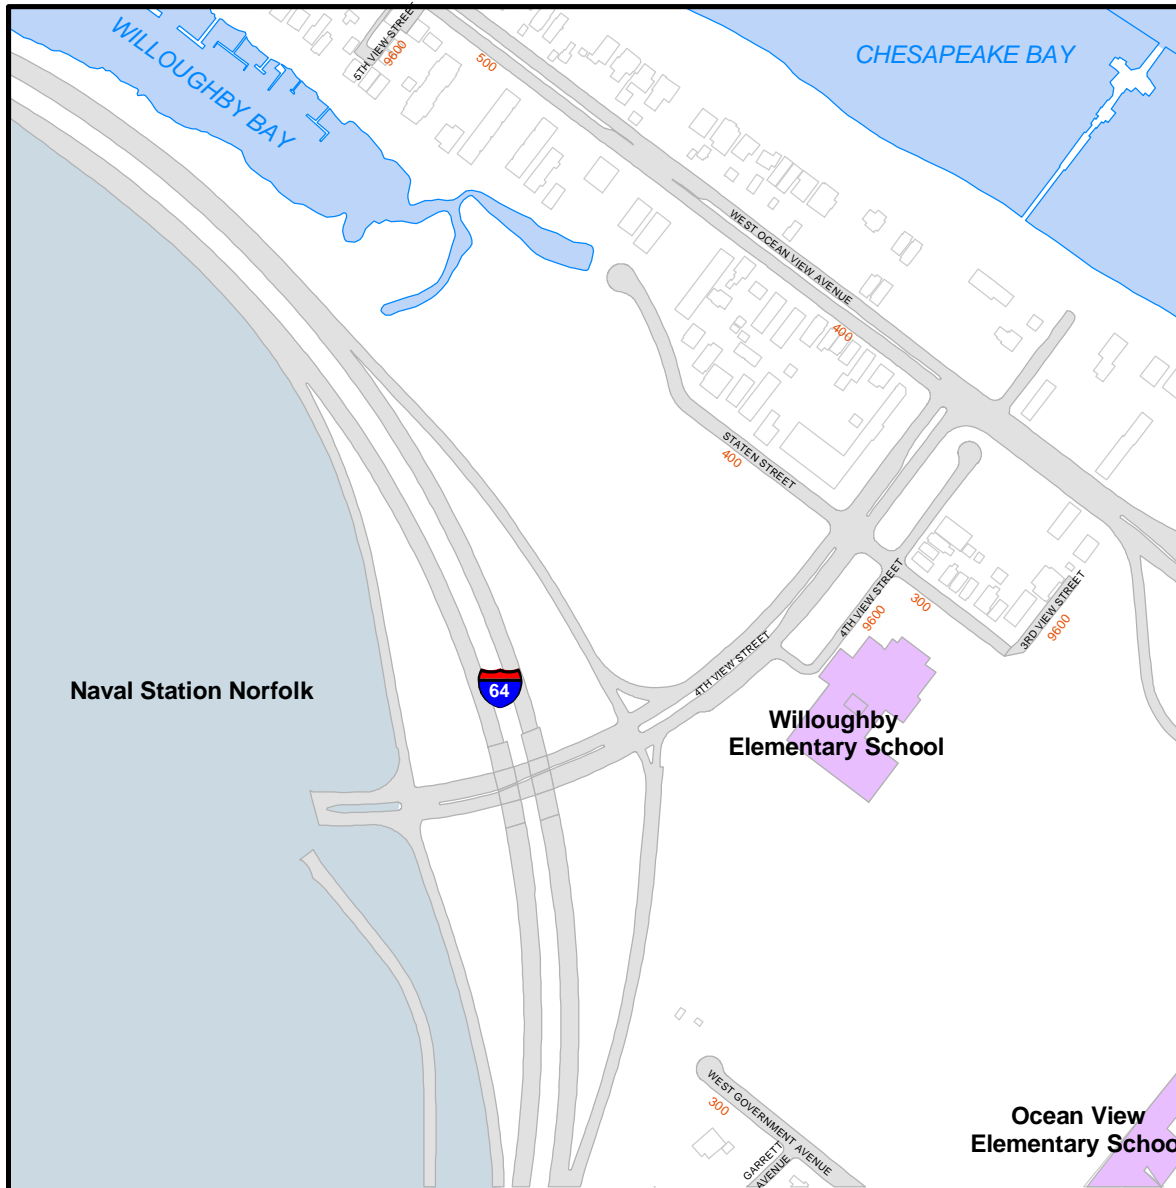 5TH VIEW STREET
9600
500
WILLOUGHBY BAY
CHESAPEAKE BAY
WEST OCEAN VIEW AVENUE
400
STATEN STREET
400
4TH VIEW STREET
9600
300
3RD VIEW STREET
9600
4TH VIEW STREET
64
Naval Station Norfolk
Willoughby
Elementary School
WEST GOVERNMENT AVENUE
300
GARRETT
AVENUE
Ocean View
Elementary Schoo